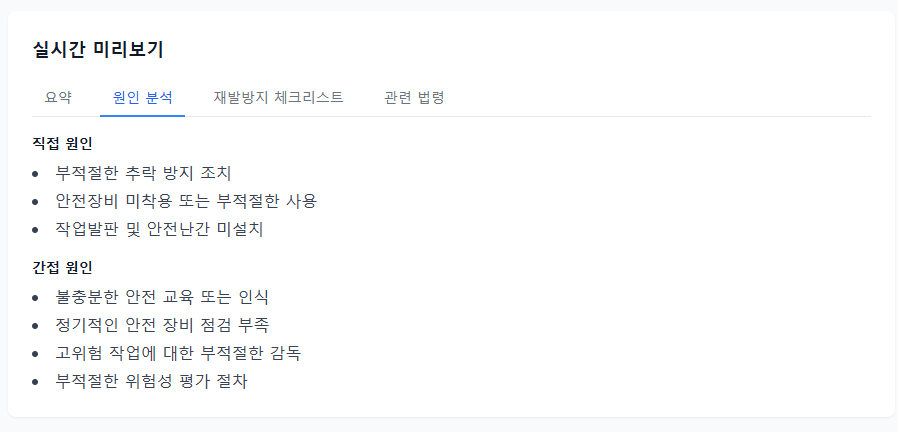 실시간 미리보기
요약 원인 분석 재발방지 체크리스트 관련 법령
직접 원인
• 부적절한 추락 방지 조치
• 안전장비 미착용 또는 부적절한 사용
• 작업발판 및 안전난간 미설치
간접 원인
• 불충분한 안전 교육 또는 인식
• 정기적인 안전 장비 점검 부족
• 고위험 작업에 대한 부적절한 감독
• 부적절한 위험성 평가 절차